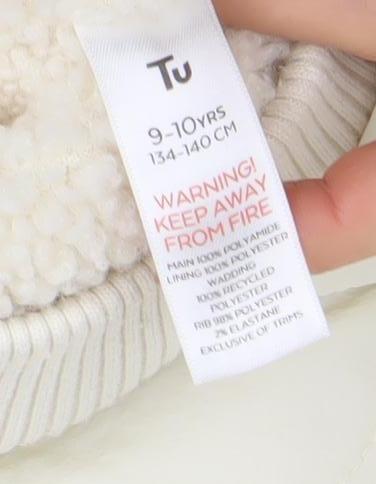 Tu
9-10YRS
134-140 CM
WARNING!
KEEP AWAY
FROM FIRE
MAIN 100% POLYAMIDE
LINING 100% POLYESTER
WADDING
100% RECYCLED
POLYESTER
RIB 98% POLYESTER
2% ELASTANE
EXCLUSIVE OF TRIMS